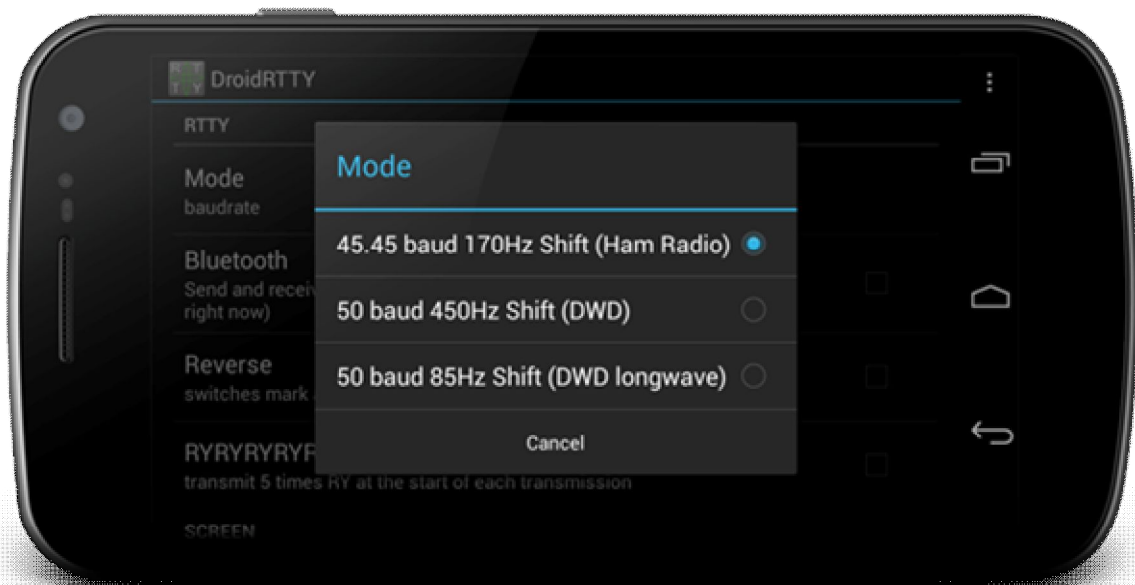 R T
T Y
DroidRTTY
RTTY
Mode
baudrate
Bluetooth
Send and receiv
right now)
Reverse
switches mark
RYRYRYRYR
transmit 5 times RY at the start of each transmission
SCREEN
Mode
45.45 baud 170Hz Shift (Ham Radio)
50 baud 450Hz Shift (DWD)
50 baud 85Hz Shift (DWD longwave)
Cancel